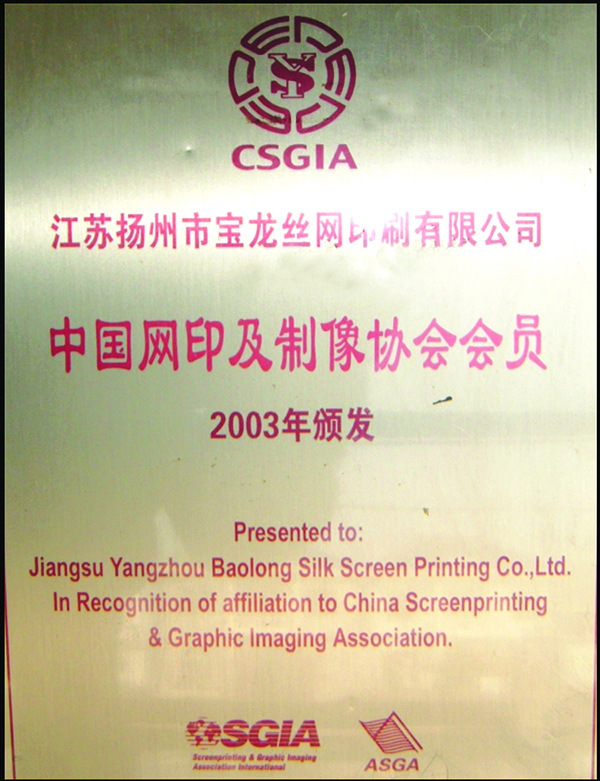 CSGIA
江苏扬州市宝龙丝网印刷有限公司
中国网印及制像协会会员
2003年颁发
Presented to:
Jiangsu Yangzhou Baolong Silk Screen Printing Co.,Ltd.
In Recognition of affiliation to China Screenprinting
& Graphic Imaging Association.
SGIA
Screenprinting & Graphic Imaging
Association International
ASGA